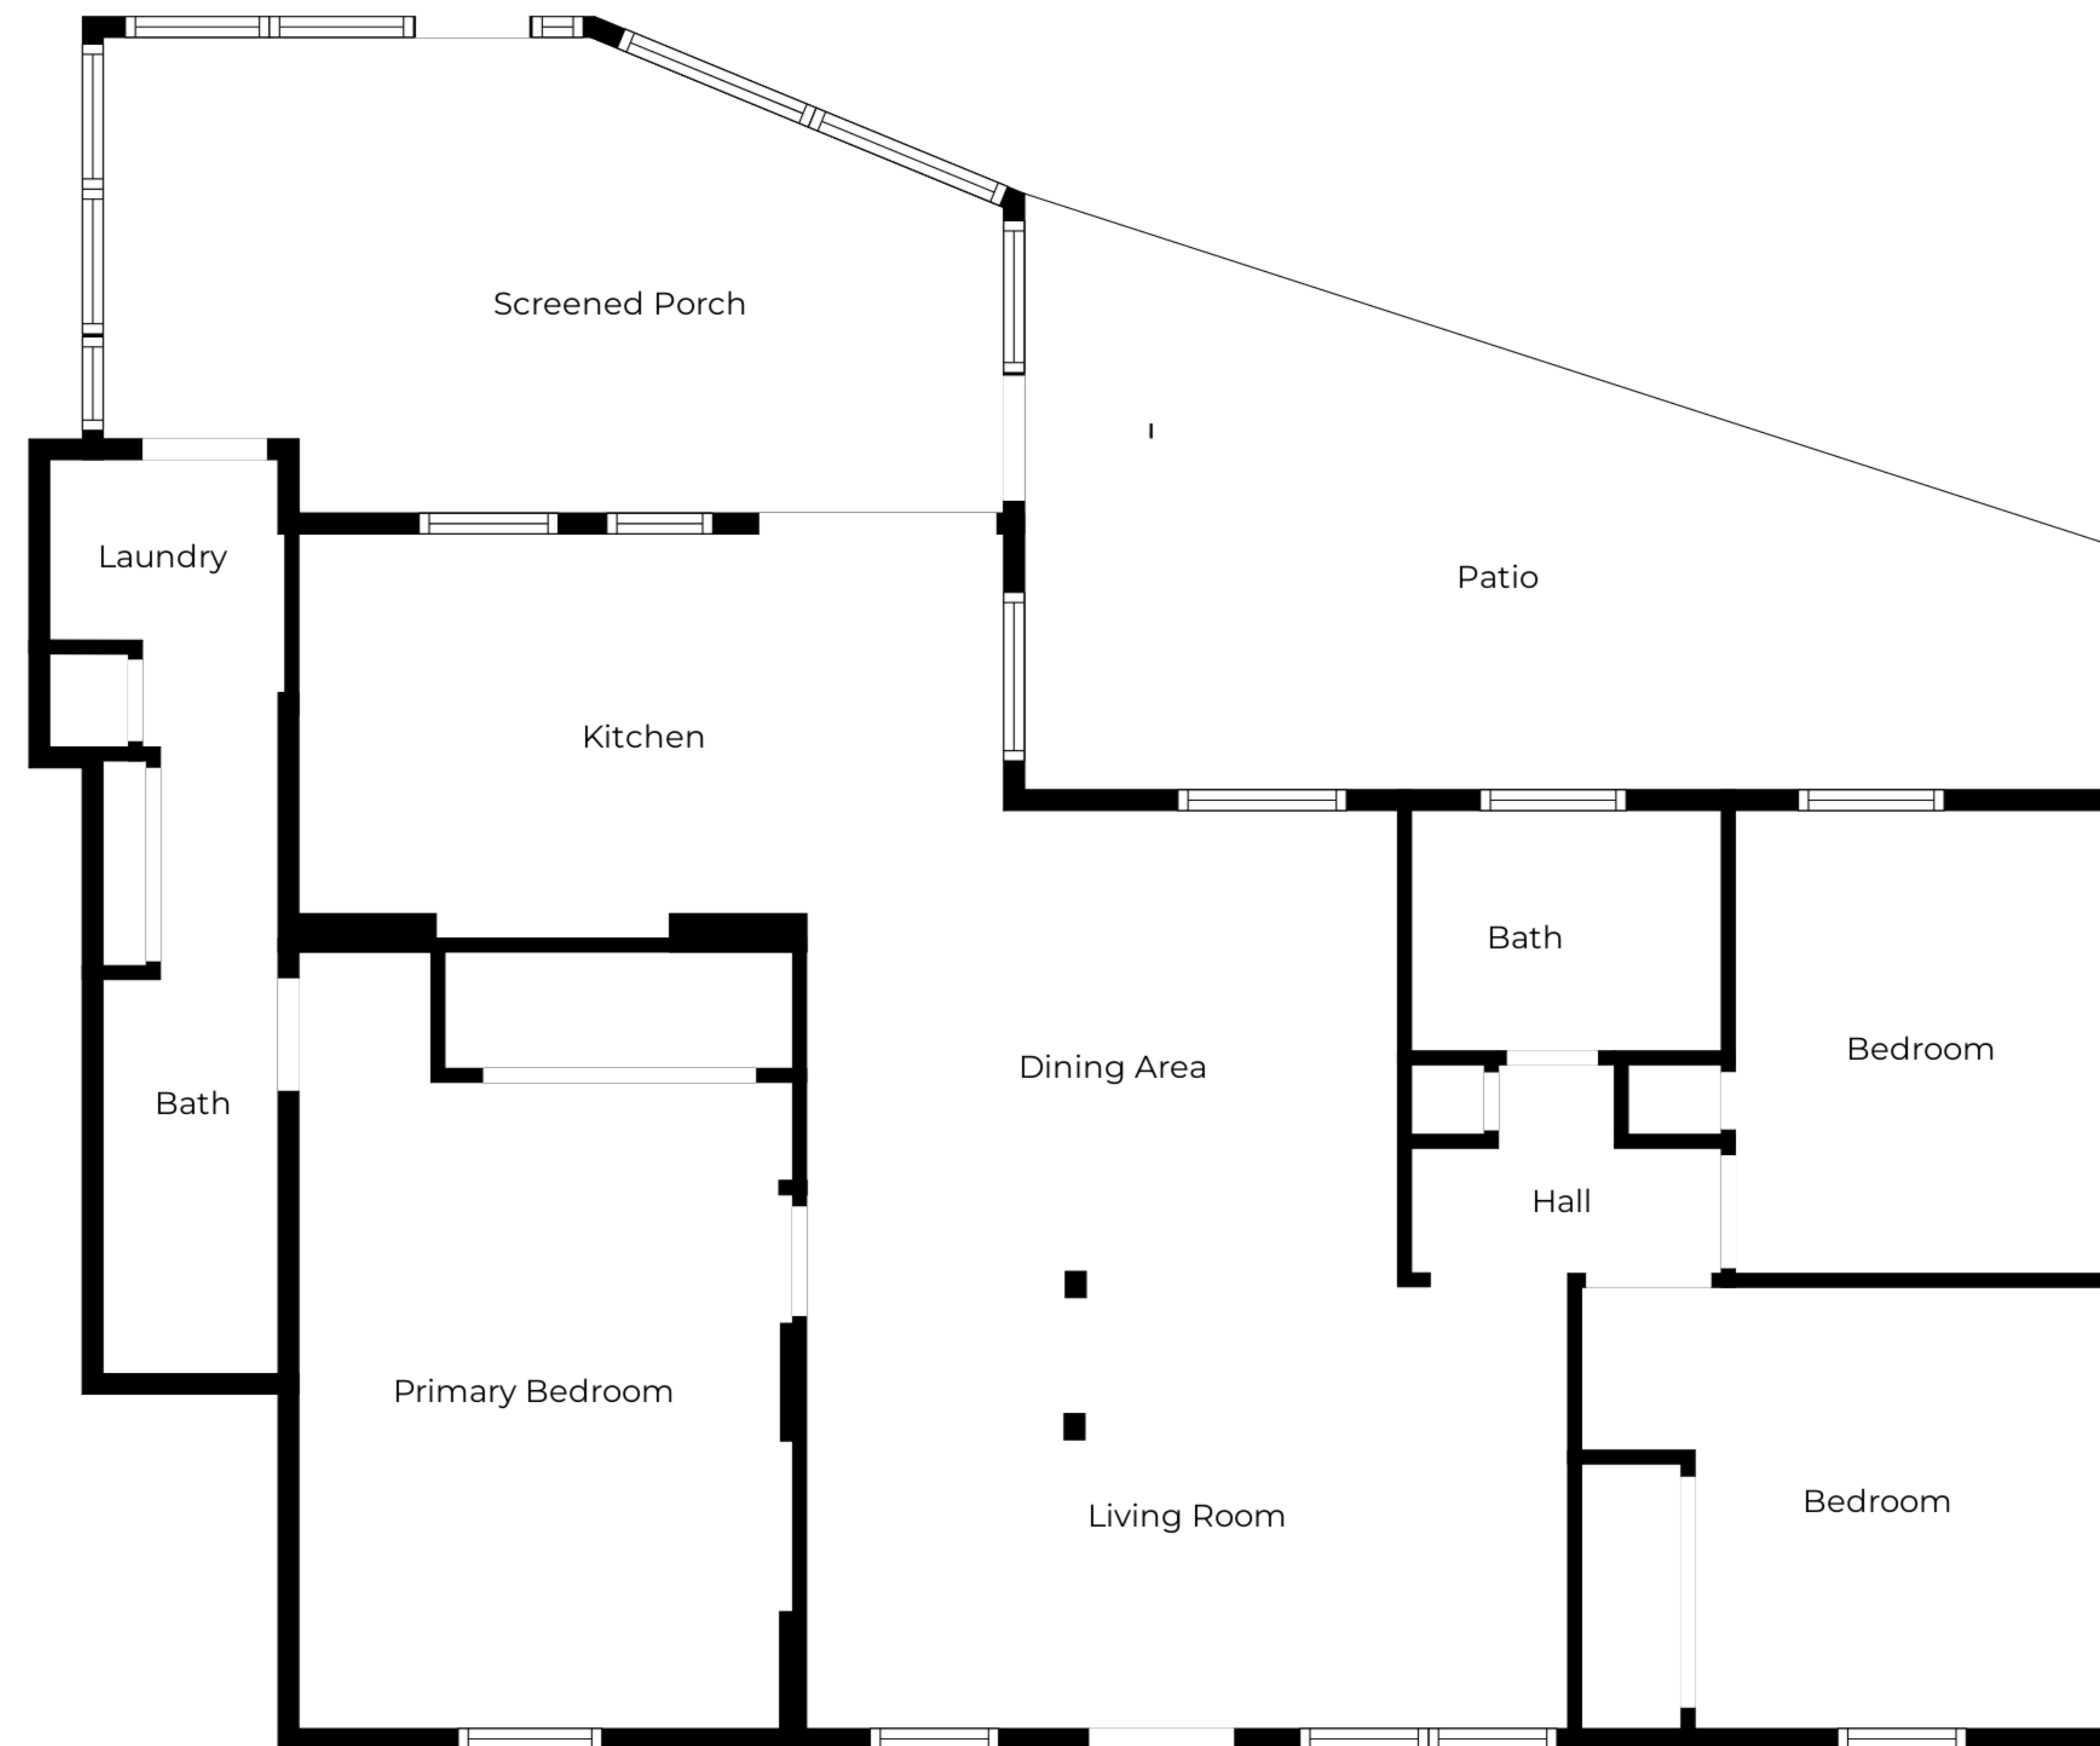 Screened Porch
Laundry
Patio
Kitchen
Bath
Bedroom
Dining Area
Bath
Hall
Primary Bedroom
Bedroom
Living Room